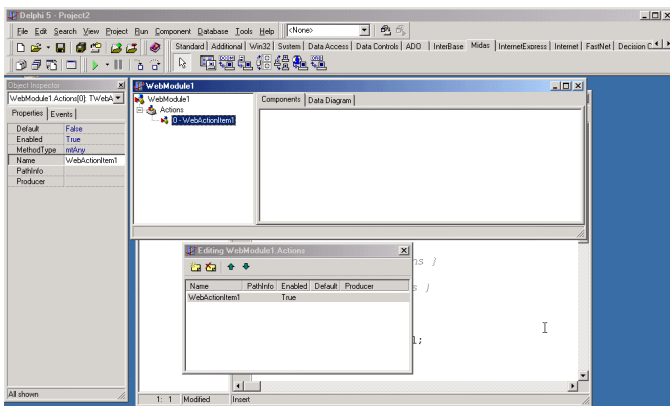 Delphi 5 - Project2
File Edit Search View Project Run Component Database Tools Help <None>
Standard Additional Win32 System Data Access Data Controls ADO InterBase Midas InternetExpress Internet FastNet Decision C
Object Inspector
WebModule1.Actions[0]: TWebA
Properties Events
Default False
Enabled True
MethodType mtAny
Name WebActionItem1
PathInfo
Producer
All shown
WebModule1
WebModule1
Actions
0 - WebActionItem1
Components Data Diagram
Editing WebModule1.Actions
Name PathInfo Enabled Default Producer
WebActionItem1 True
ns }
s }
1;
1: 1 Modified Insert